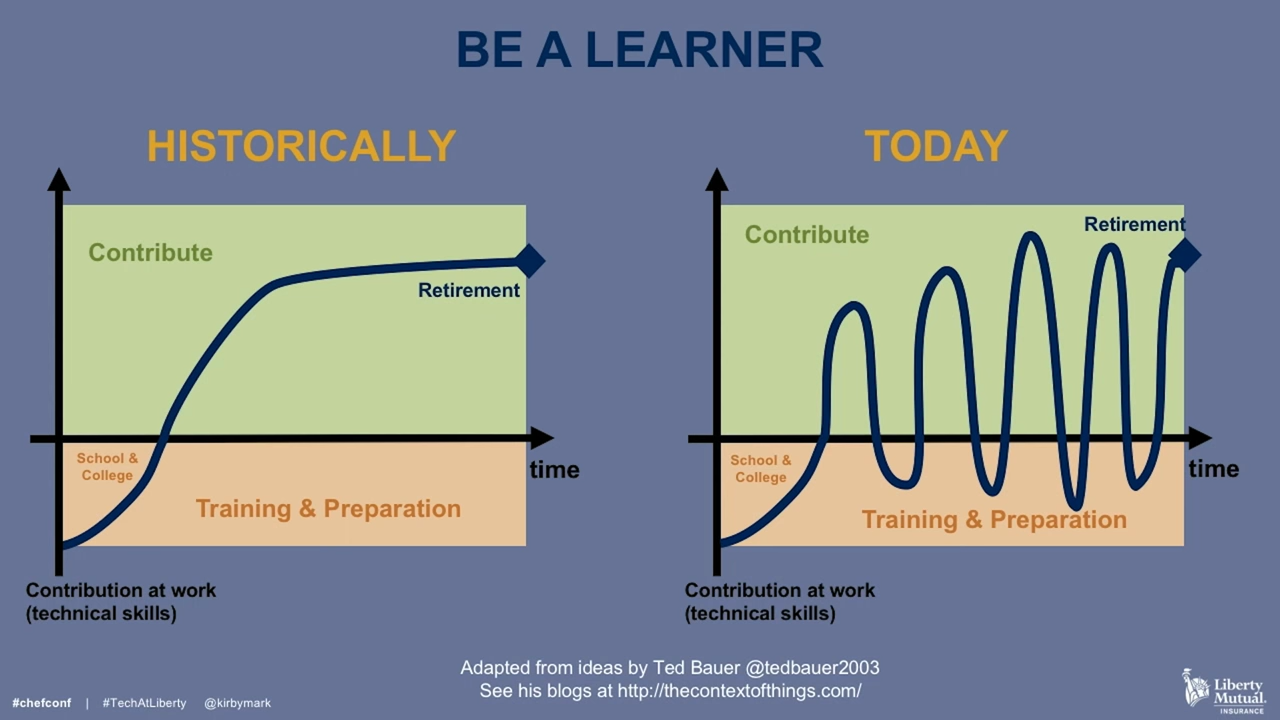 BE A LEARNER
HISTORICALLY
Contribute
Retirement
School &
College
Training & Preparation
time
Contribution at work
(technical skills)
TODAY
Contribute
Retirement
School &
College
Training & Preparation
time
Contribution at work
(technical skills)
Adapted from ideas by Ted Bauer @tedbauer2003
See his blogs at http://thecontextofthings.com/
#chefconf | #TechAtLiberty @kirbymark
Liberty
Mutual.
INSURANCE